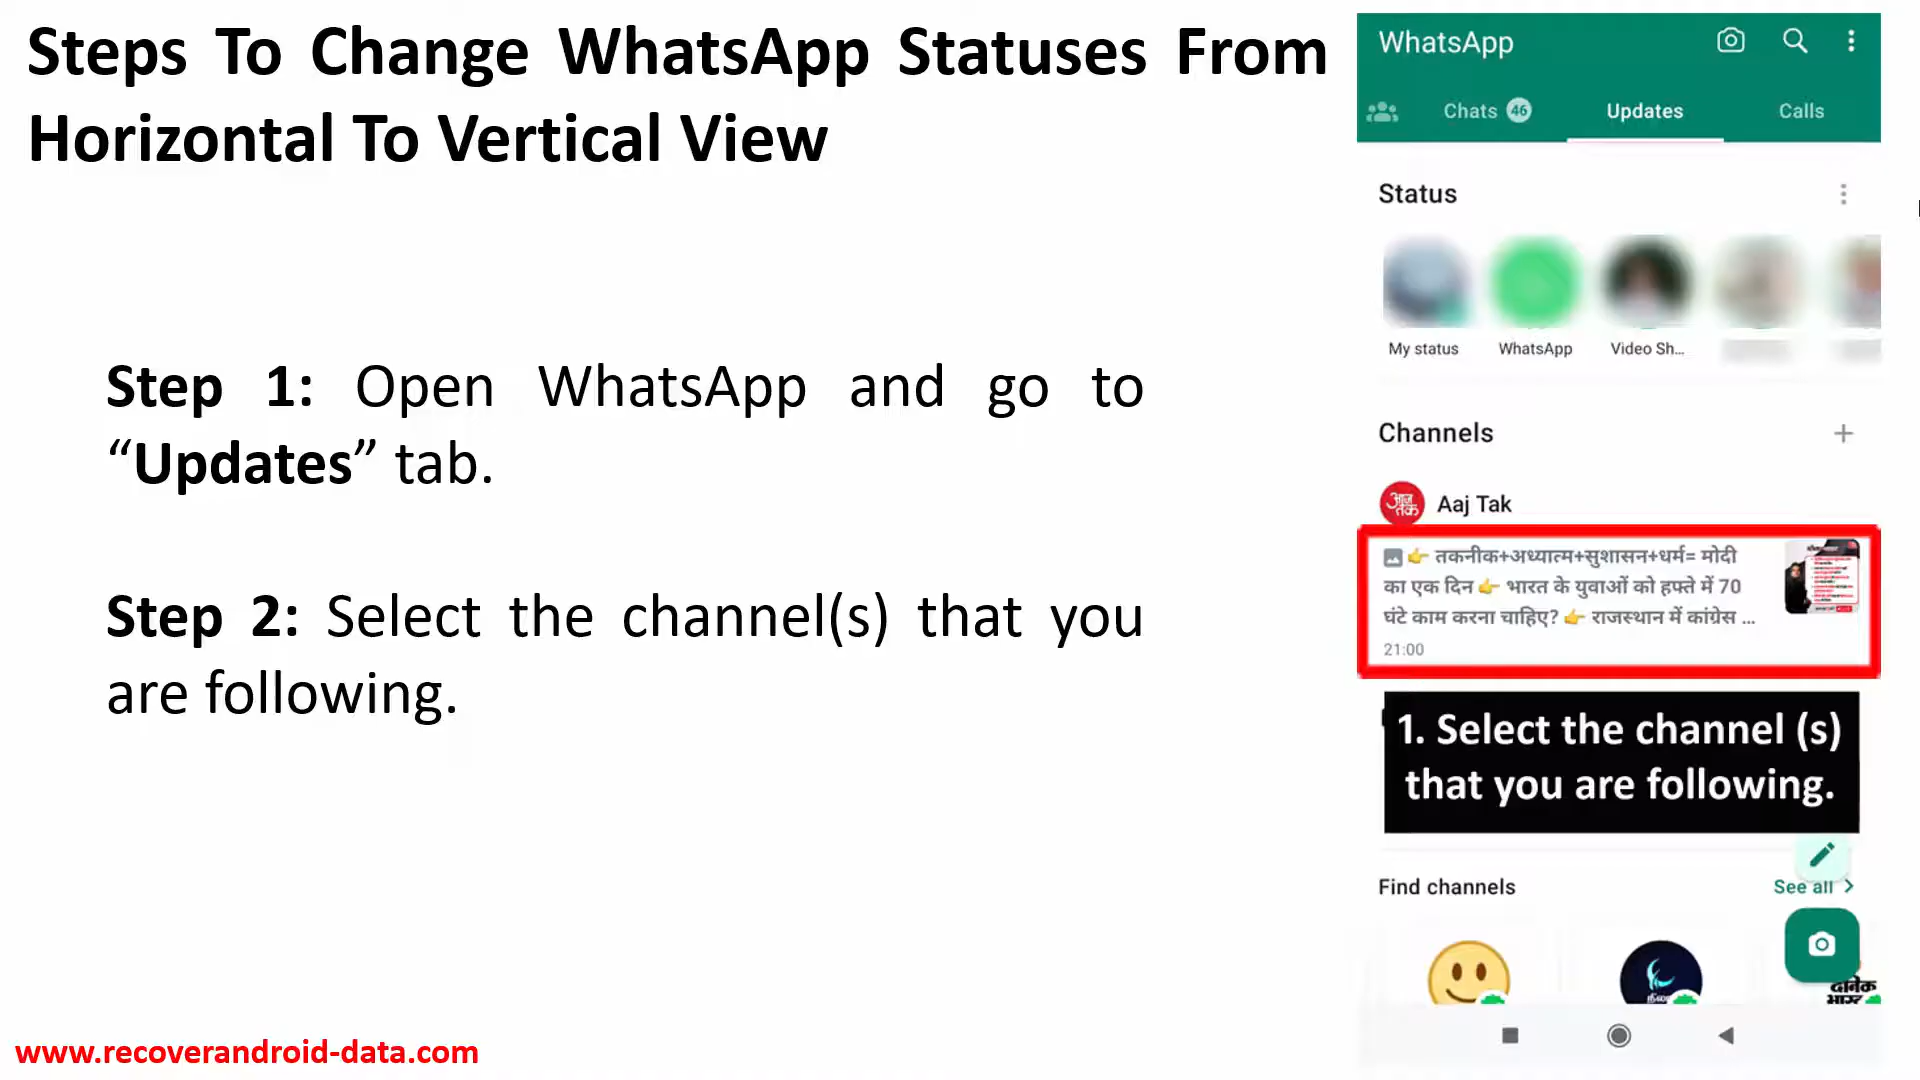 Steps To Change WhatsApp Statuses From
Horizontal To Vertical View
Step 1: Open WhatsApp and go to
“Updates” tab.
Step 2: Select the channel(s) that you
are following.
www.recoverandroid-data.com
WhatsApp
Chats 46 Updates Calls
Status
My status WhatsApp Video Sh...
Channels
आज तक Aaj Tak
👉 तकनीक+अध्यात्म+सुशासन+धर्म= मोदी
का एक दिन 👉 भारत के युवाओं को हफ्ते में 70
घंटे काम करना चाहिए? 👉 राजस्थान में कांग्रेस ...
21:00
1. Select the channel (s)
that you are following.
Find channels See all >
दैनिक